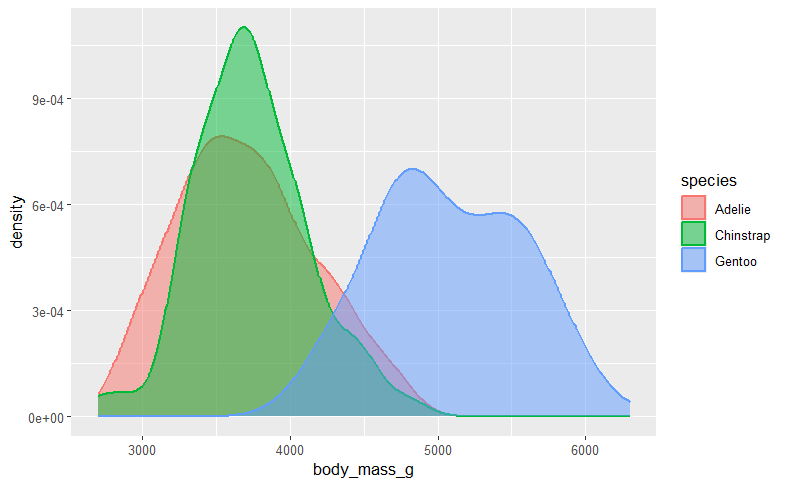 9e-04
6e-04
3e-04
0e+00
density
3000
4000
5000
6000
body_mass_g
species
Adelie
Chinstrap
Gentoo